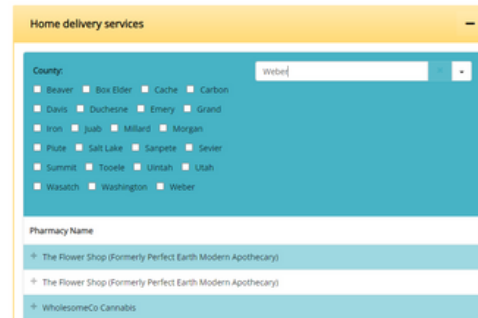 Home delivery services
County:
Weber
Beaver Box Elder Cache Carbon
Davis Duchesne Emery Grand
Iron Juab Millard Morgan
Piute Salt Lake Sanpete Sevier
Summit Tooele Uintah Utah
Wasatch Washington Weber
Pharmacy Name
+ The Flower Shop (Formerly Perfect Earth Modern Apothecary)
+ The Flower Shop (Formerly Perfect Earth Modern Apothecary)
+ WholesomeCo Cannabis